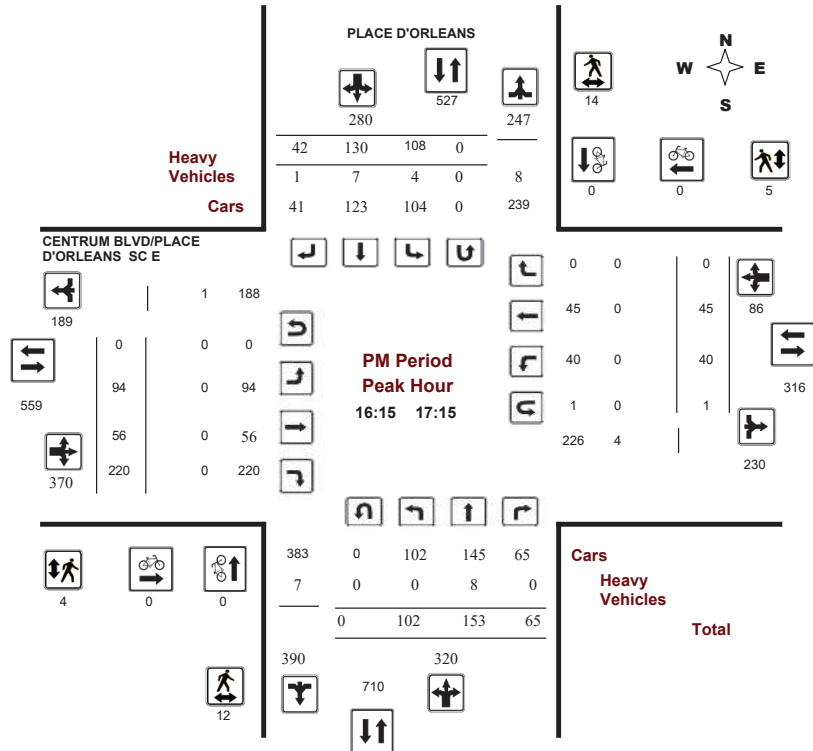 PLACE D'ORLEANS
N
W E
S
527
14
280 247
42 130 108 0
Heavy
Vehicles
1 7 4 0 8
0 0 5
Cars
41 123 104 0 239
CENTRUM BLVD/PLACE
D'ORLEANS SC E
0 0 0
1 188
189
45 0 45 86
0 0 0
PM Period
Peak Hour
40 0 40
559
94 0 94
316
16:15 17:15
1 0 1
56 0 56
226 4
370
220 0 220
230
383 0 102 145 65
Cars
7 0 0 8 0
Heavy
Vehicles
4 0 0
0 102 153 65
Total
390 320
710
12